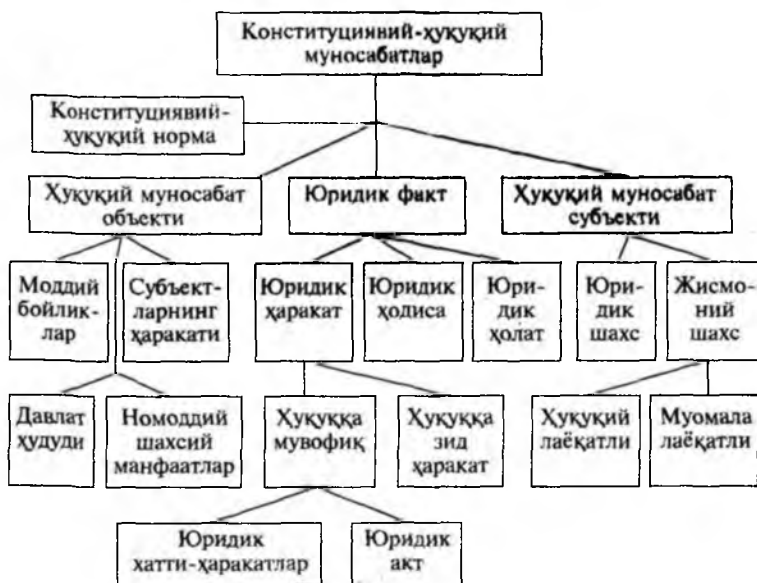 Конституциявий-ҳуқуқий
муносабатлар
Конституциявий-
ҳуқуқий норма
Ҳуқуқий муносабат
объекти
Юридик факт
Ҳуқуқий муносабат
субъекти
Моддий
бойлик-
лар
Субъект-
ларнинг
ҳаракати
Юридик
ҳаракат
Юридик
ҳодиса
Юри-
дик
ҳолат
Юри-
дик
шахс
Жисмо-
ний
шахс
Давлат
ҳудуди
Номоддий
шахсий
манфаатлар
Ҳуқуққа
мувофиқ
Ҳуқуққа
зид
ҳаракат
Ҳуқуқий
лаёқатли
Муомала
лаёқатли
Юридик
хатти-ҳаракатлар
Юридик
акт